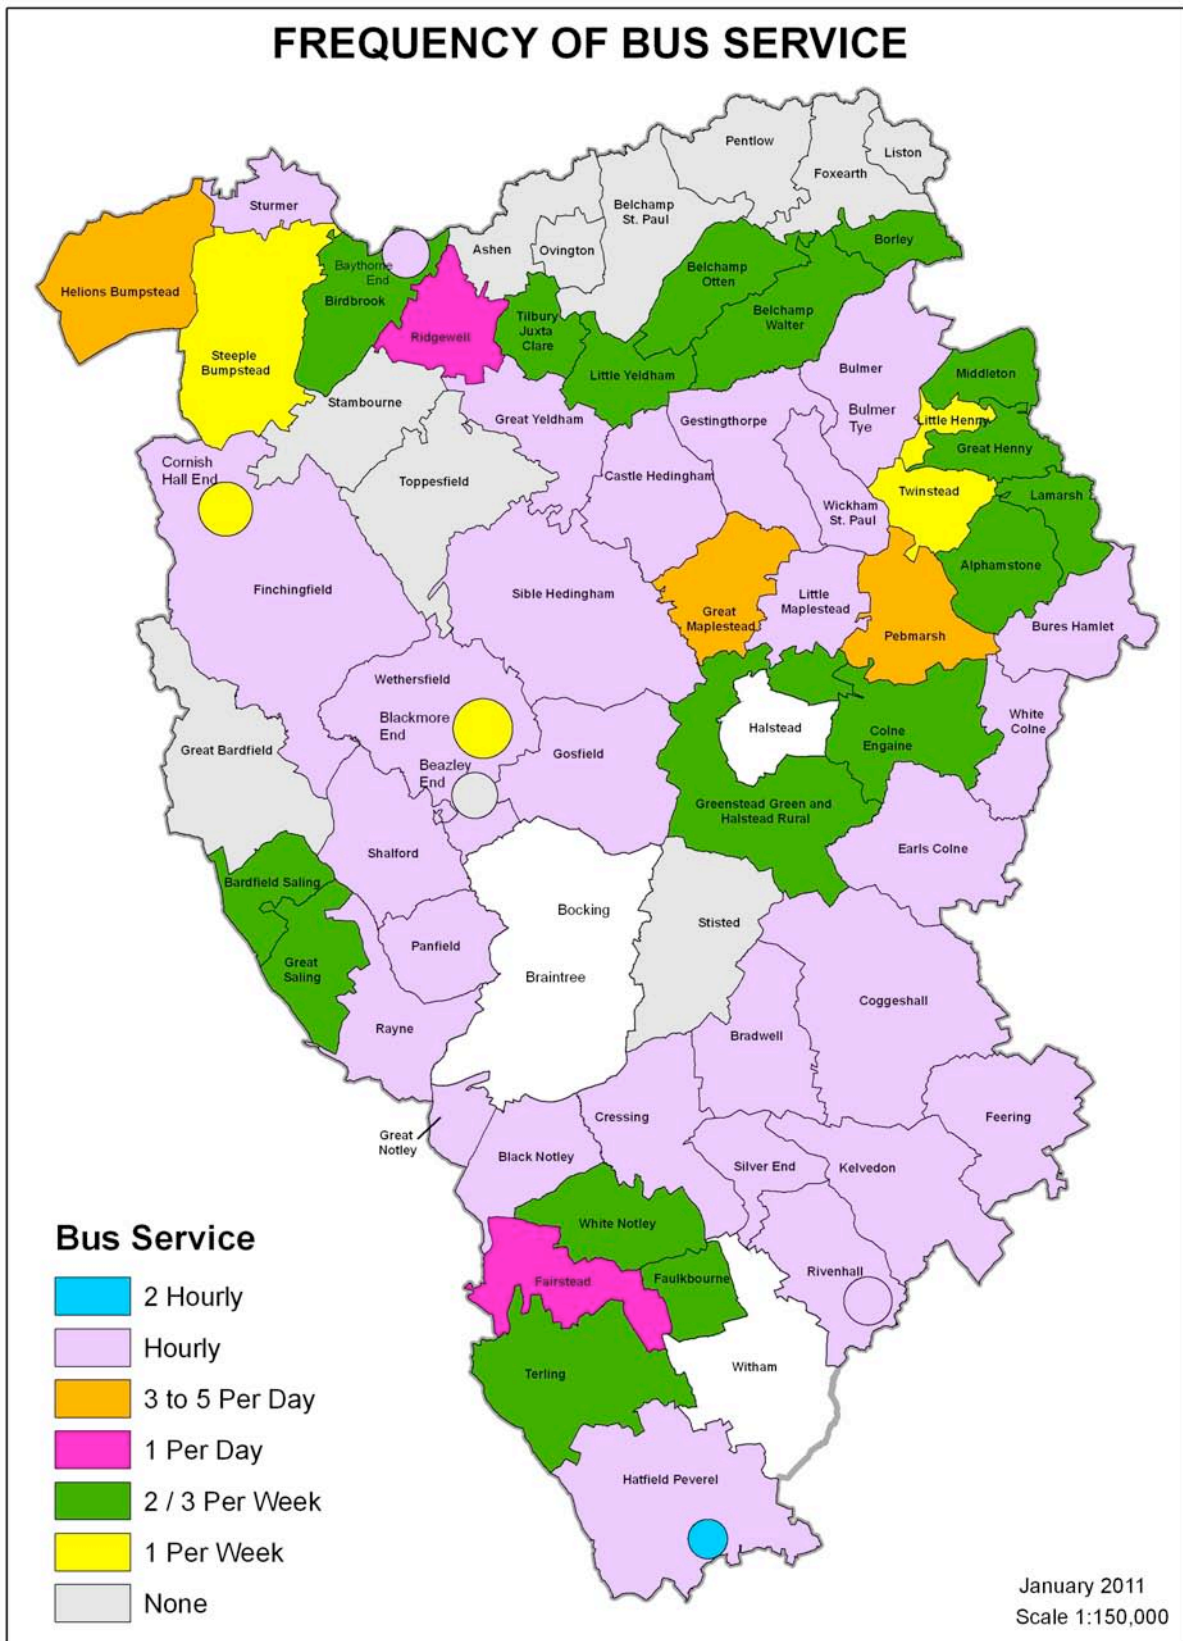 FREQUENCY OF BUS SERVICE
Pentlow
Liston
Foxearth
Sturmer
Belchamp
St. Paul
Ashen
Ovington
Borley
Baythorne
End
Belchamp
Otten
Helions Bumpstead
Birdbrook
Tilbury
Juxta
Clare
Belchamp
Walter
Ridgewell
Steeple
Bumpstead
Little Yeldham
Bulmer
Middleton
Stambourne
Great Yeldham
Gestingthorpe
Bulmer
Tye
Little Henny
Great Henny
Cornish
Hall End
Toppesfield
Castle Hedingham
Twinstead
Lamarsh
Wickham
St. Paul
Alphamstone
Finchingfield
Sible Hedingham
Little
Maplestead
Great
Maplestead
Pebmarsh
Bures Hamlet
Wethersfield
Blackmore
End
Halstead
White
Colne
Great Bardfield
Gosfield
Colne
Engaine
Beazley
End
Greenstead Green and
Halstead Rural
Shalford
Earls Colne
Bardfield Saling
Bocking
Stisted
Panfield
Great
Saling
Braintree
Coggeshall
Rayne
Bradwell
Cressing
Feering
Great
Notley
Black Notley
Silver End
Kelvedon
White Notley
Bus Service
Fairstead
Faulkbourne
Rivenhall
2 Hourly
Hourly
Terling
Witham
3 to 5 Per Day
1 Per Day
Hatfield Peverel
2 / 3 Per Week
1 Per Week
None
January 2011
Scale 1:150,000